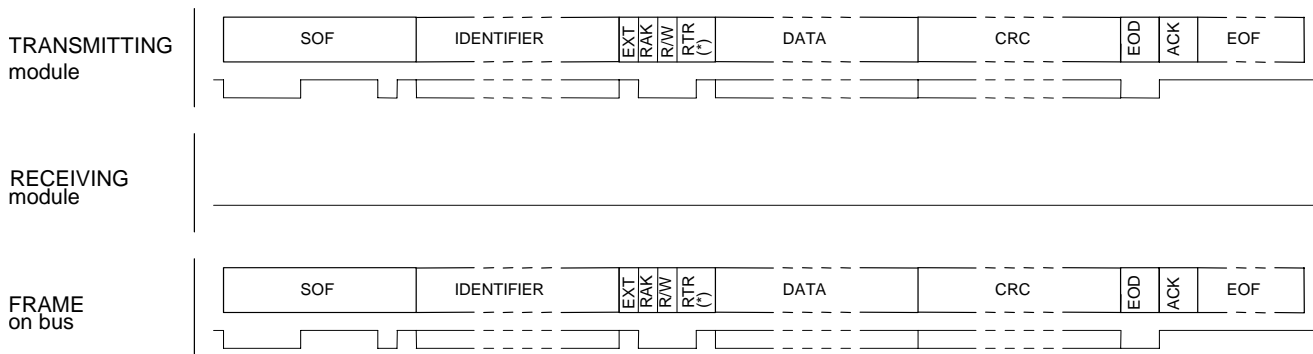 TRANSMITTING
module
SOF IDENTIFIER EXT RAK R/W RTR (*) DATA CRC EOD ACK EOF
RECEIVING
module
FRAME
on bus
SOF IDENTIFIER EXT RAK R/W RTR (*) DATA CRC EOD ACK EOF